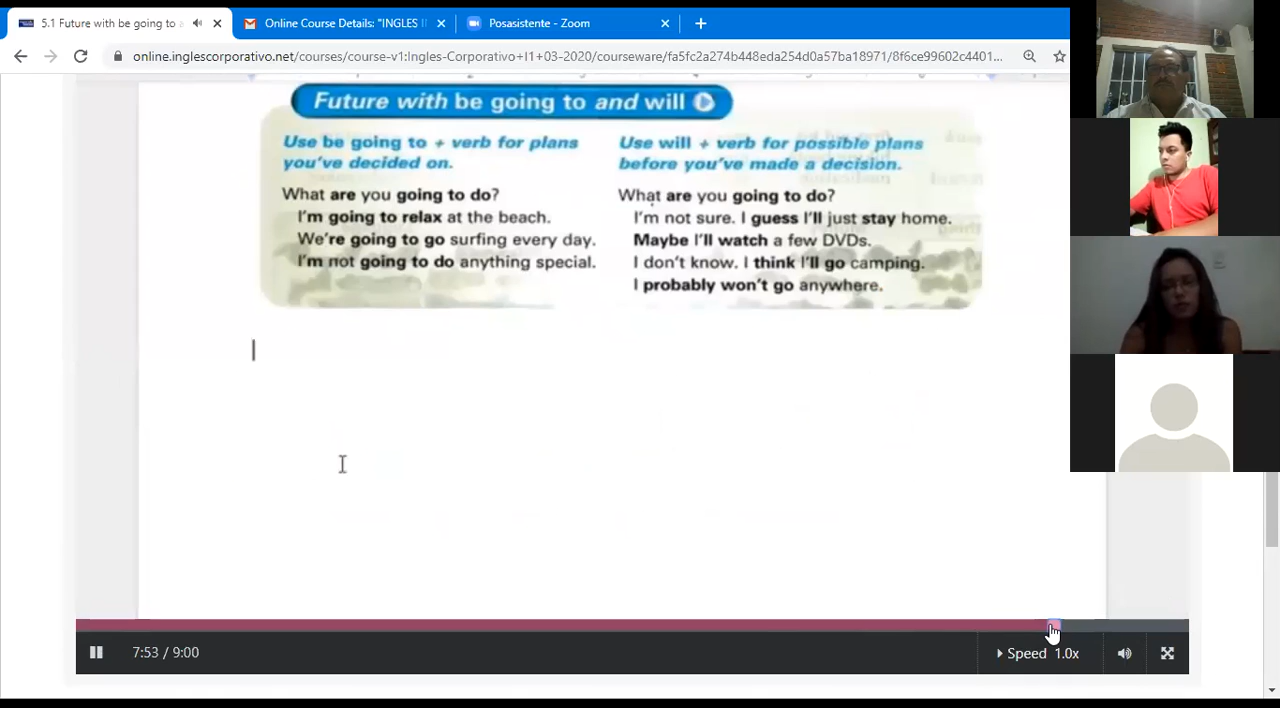 5.1 Future with be going to a
Online Course Details: "INGLES I
Posasistente - Zoom
online.inglescorporativo.net/courses/course-v1:Ingles-Corporativo+I1+03-2020/courseware/fa5fc2a274b448eda254d0a57ba18971/8f6ce99602c4401...
Future with be going to and will
Use be going to + verb for plans
you've decided on.
What are you going to do?
I'm going to relax at the beach.
We're going to go surfing every day.
I'm not going to do anything special.
Use will + verb for possible plans
before you've made a decision.
What are you going to do?
I'm not sure. I guess I'll just stay home.
Maybe I'll watch a few DVDs.
I don't know. I think I'll go camping.
I probably won't go anywhere.
7:53 / 9:00
Speed 1.0x